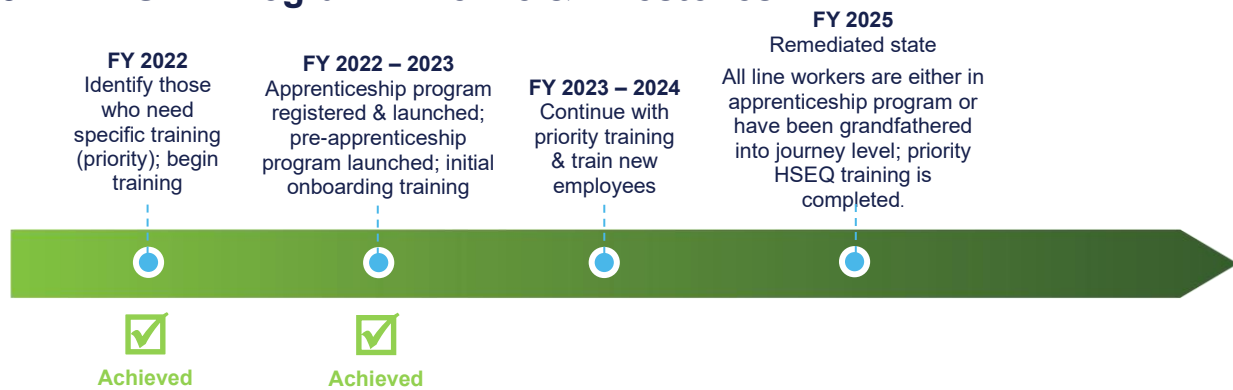 FY 2022
Identify those
who need
specific training
(priority); begin
training
FY 2022 – 2023
Apprenticeship program
registered & launched;
pre-apprenticeship
program launched; initial
onboarding training
FY 2023 – 2024
Continue with
priority training
& train new
employees
FY 2025
Remediated state
All line workers are either in
apprenticeship program or
have been grandfathered
into journey level; priority
HSEQ training is
completed.
Achieved
Achieved